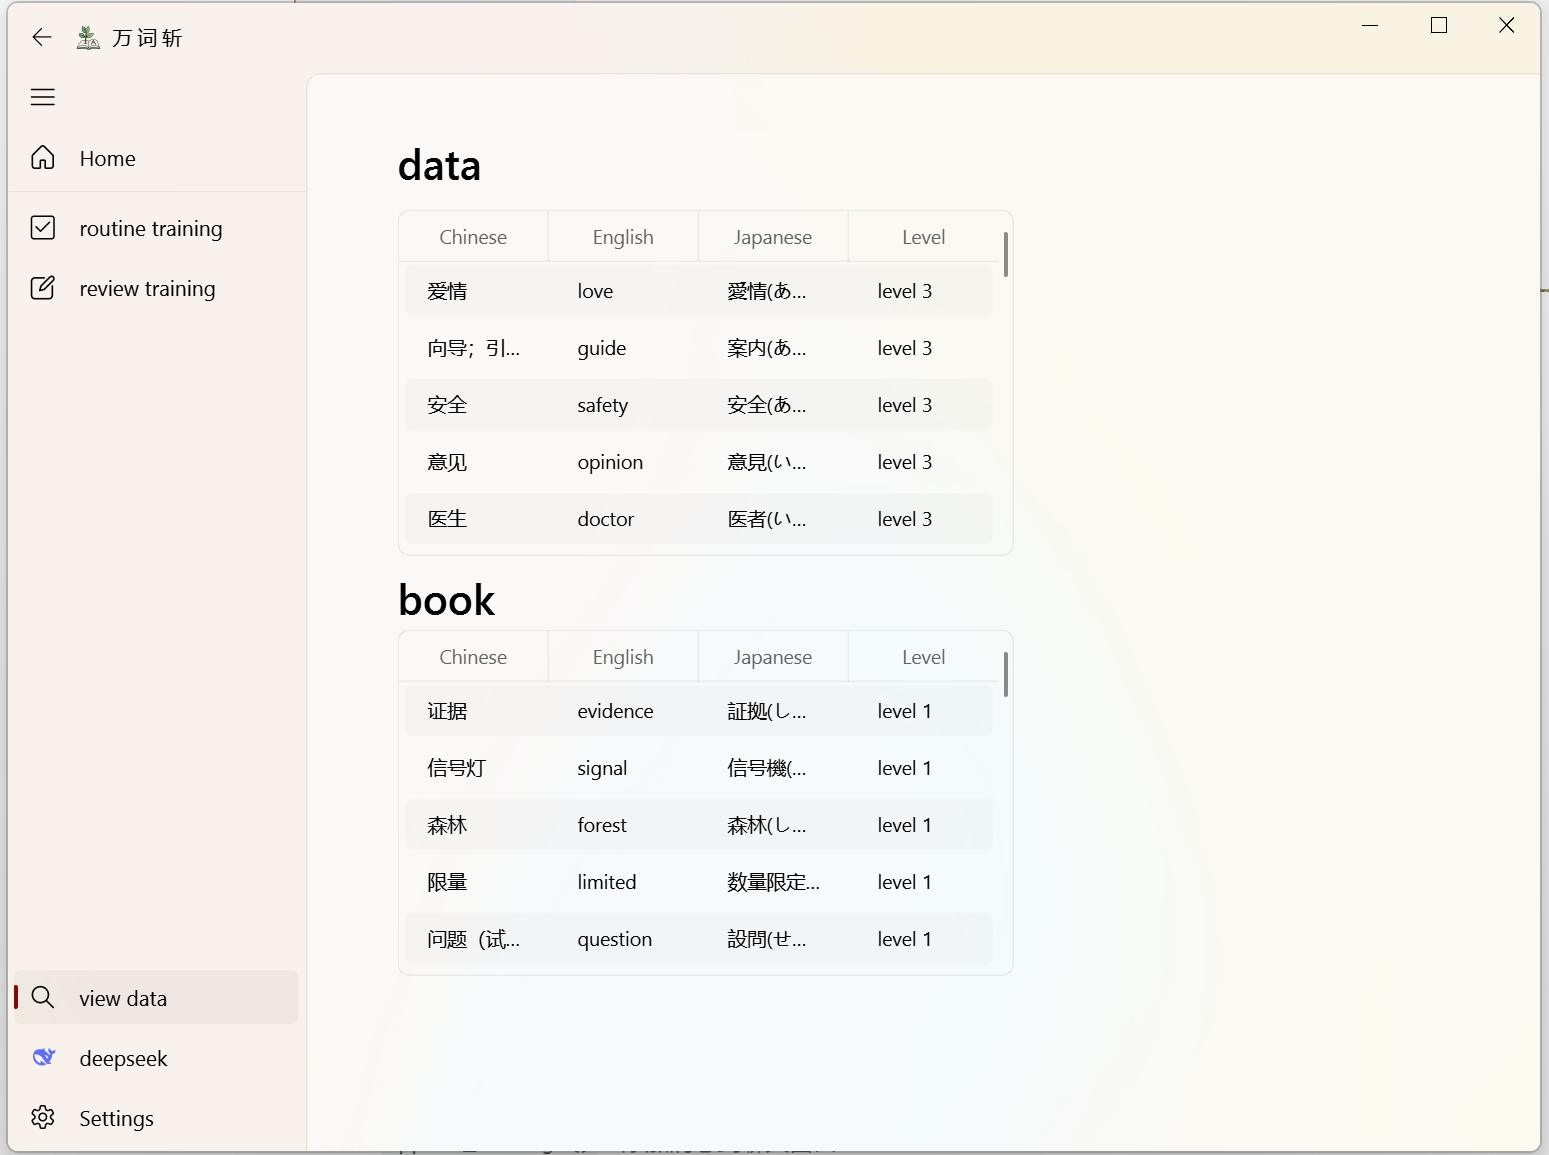 万词斩
Home
routine training
review training
data
Chinese English Japanese Level
爱情 love 愛情(あ... level 3
向导；引... guide 案内(あ... level 3
安全 safety 安全(あ... level 3
意见 opinion 意見(い... level 3
医生 doctor 医者(い... level 3
book
Chinese English Japanese Level
证据 evidence 証拠(し... level 1
信号灯 signal 信号機(... level 1
森林 forest 森林(し... level 1
限量 limited 数量限定... level 1
问题（试... question 設問(せ... level 1
view data
deepseek
Settings